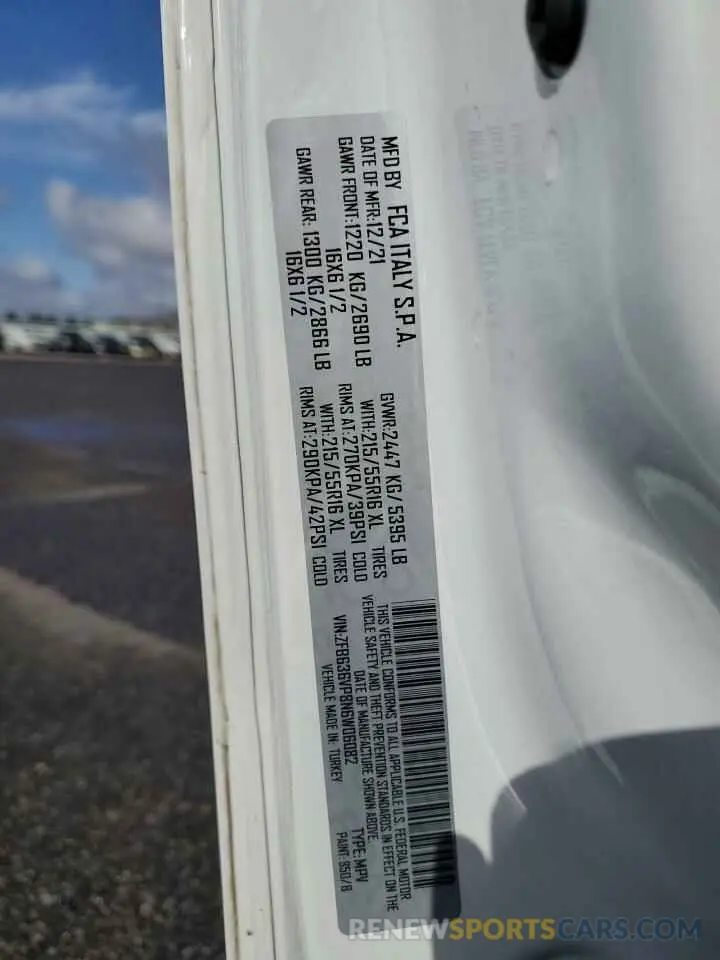 MFD BY FCA ITALY S.P.A.
DATE OF MFR:12/21 GVWR:2447 KG/ 5395 LB
GAWR FRONT:1220 KG/2690 LB WITH:215/55R16 XL TIRES
16X6 1/2 RIMS AT:270KPA/39PSI COLD
GAWR REAR: 1300 KG/2866 LB WITH:215/55R16 XL TIRES
16X6 1/2 RIMS AT:290KPA/42PSI COLD
THIS VEHICLE CONFORMS TO ALL APPLICABLE U.S. FEDERAL MOTOR
VEHICLE SAFETY AND THEFT PREVENTION STANDARDS IN EFFECT ON THE
DATE OF MANUFACTURE SHOWN ABOVE.
VIN:ZFBG36VP8N6W06082 TYPE:MPV
VEHICLE MADE IN: TURKEY PAINT: 950/B
RENEWSPORTSCARS.COM